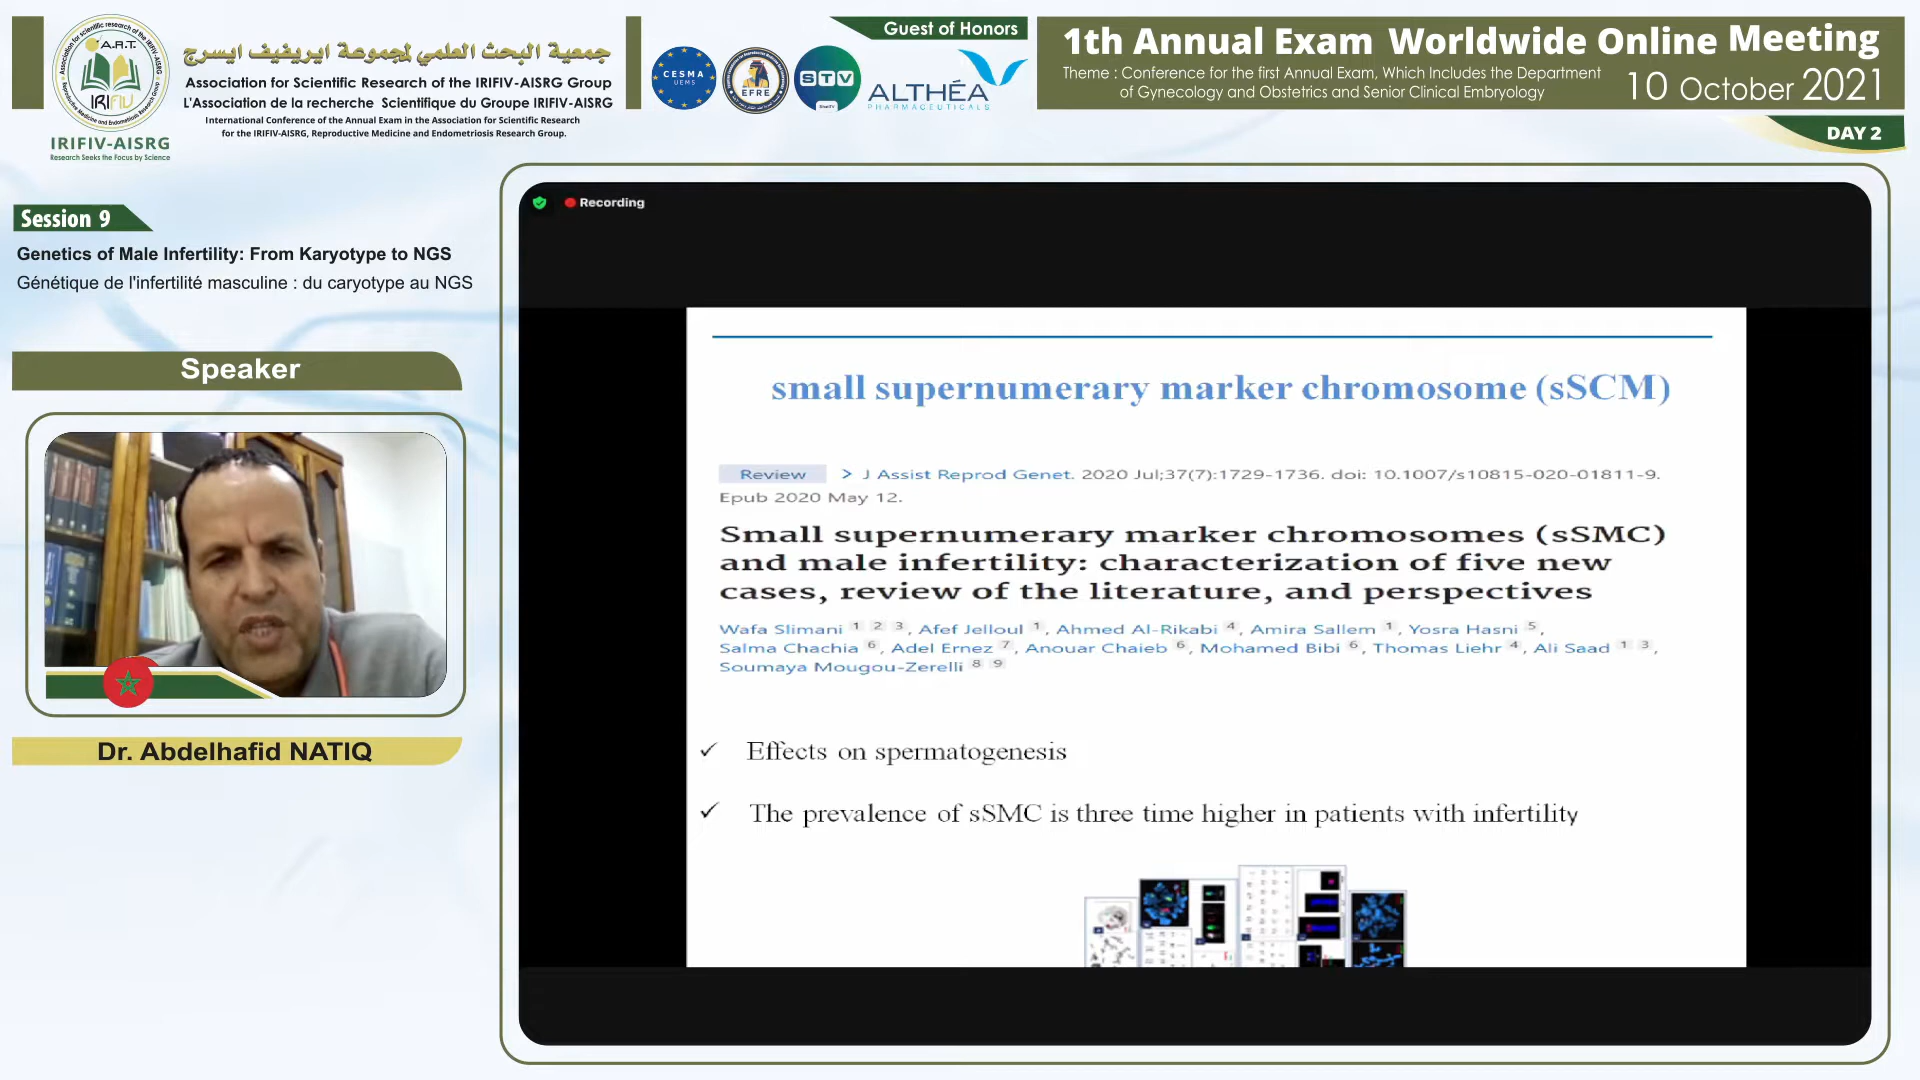 A.R.T.
IRIFIV
IRIFIV-AISRG
Research Seeks the Focus by Science
جمعية البحث العلمي لمجموعة ايريفيف ايسرج
Association for Scientific Research of the IRIFIV-AISRG Group
L'Association de la recherche Scientifique du Groupe IRIFIV-AISRG
International Conference of the Annual Exam in the Association for Scientific Research
for the IRIFIV-AISRG, Reproductive Medicine and Endometriosis Research Group.
Guest of Honors
CESMA
UEMS
EFRE
STV
ALTHÉA
PHARMACEUTICALS
1th Annual Exam Worldwide Online Meeting
Theme : Conference for the first Annual Exam, Which Includes the Department
of Gynecology and Obstetrics and Senior Clinical Embryology
10 October 2021
DAY 2
Session 9
Genetics of Male Infertility: From Karyotype to NGS
Génétique de l'infertilité masculine : du caryotype au NGS
Speaker
Dr. Abdelhafid NATIQ
Recording
small supernumerary marker chromosome (sSCM)
Review > J Assist Reprod Genet. 2020 Jul;37(7):1729-1736. doi: 10.1007/s10815-020-01811-9.
Epub 2020 May 12.
Small supernumerary marker chromosomes (sSMC)
and male infertility: characterization of five new
cases, review of the literature, and perspectives
Wafa Slimani 1 2 3, Afef Jelloul 1, Ahmed Al-Rikabi 4, Amira Sallem 1, Yosra Hasni 5,
Salma Chachia 6, Adel Ernez 7, Anouar Chaieb 6, Mohamed Bibi 6, Thomas Liehr 4, Ali Saad 1 3,
Soumaya Mougou-Zerelli 8 9
✓ Effects on spermatogenesis
✓ The prevalence of sSMC is three time higher in patients with infertility